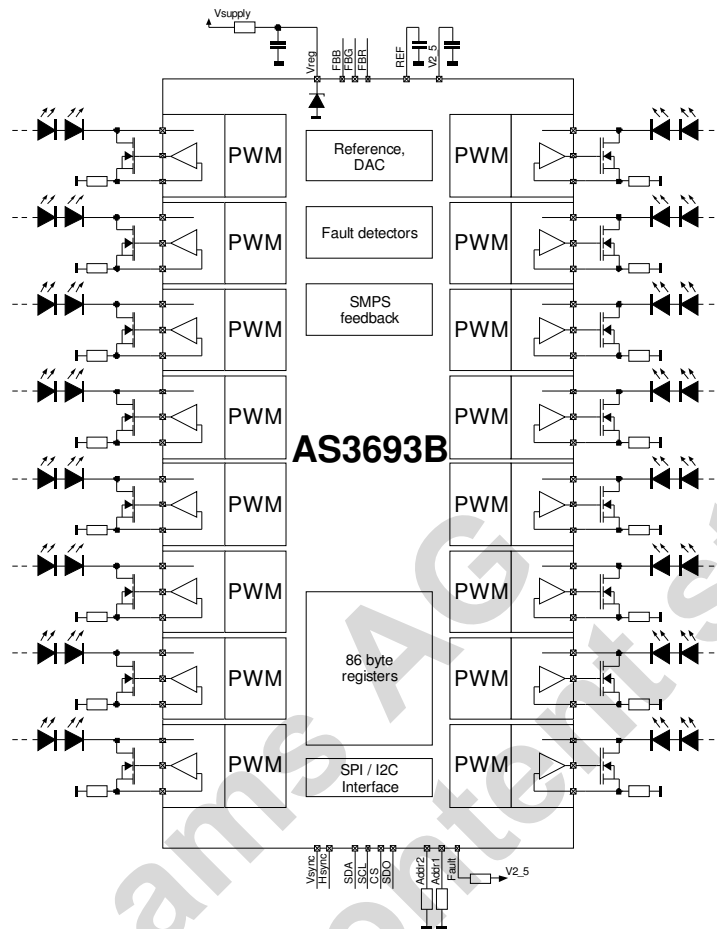 Vsupply
Vreg
FBB
FBG
FBR
REF
V2_5
PWM
Reference,
DAC
PWM
PWM
Fault detectors
PWM
PWM
SMPS
feedback
PWM
PWM
PWM
AS3693B
PWM
PWM
PWM
PWM
PWM
86 byte
registers
PWM
PWM
SPI / I2C
Interface
PWM
Vsync
Hsync
SDA
SCL
CS
SDO
Addr2
Addr1
Fault
V2_5
ams AG
ontent st